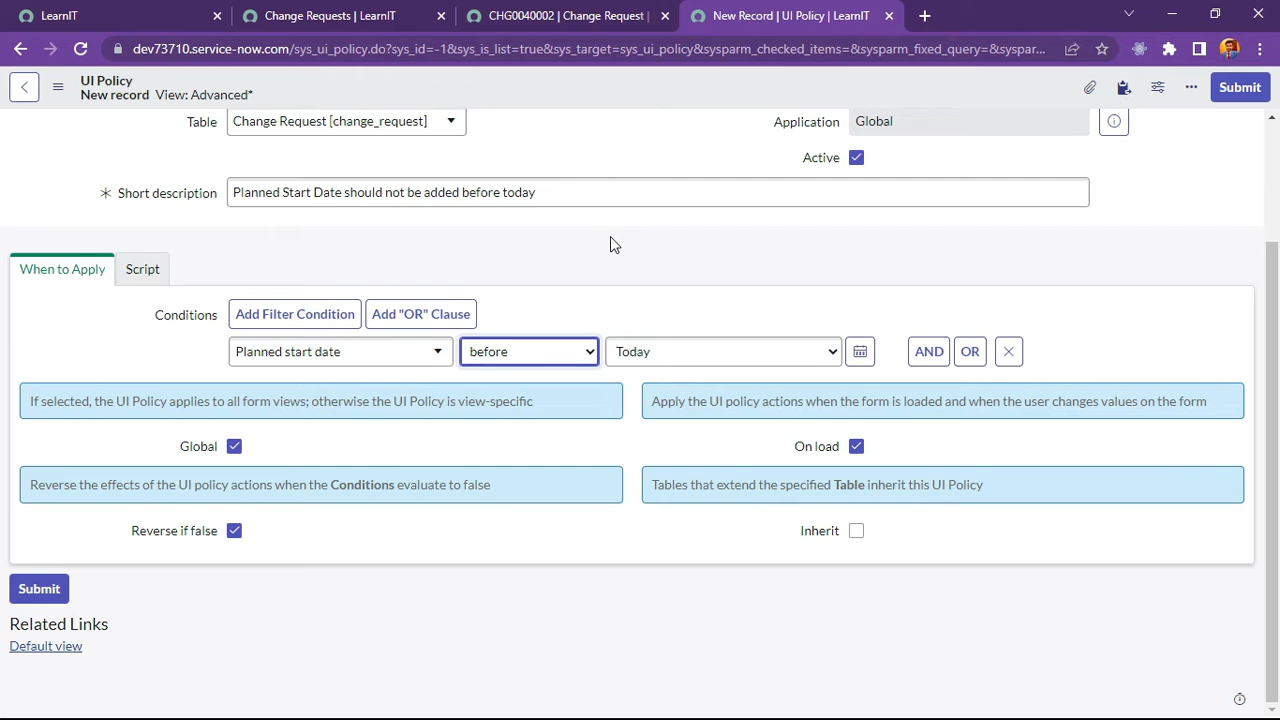 LearnIT
Change Requests | LearnIT
CHG0040002 | Change Request |
New Record | UI Policy | LearnIT
dev73710.service-now.com/sys_ui_policy.do?sys_id=-1&sys_is_list=true&sys_target=sys_ui_policy&sysparm_checked_items=&sysparm_fixed_query=&syspar...
UI Policy
New record View: Advanced*
Submit
Table
Change Request [change_request]
Application
Global
Active
Short description
Planned Start Date should not be added before today
When to Apply
Script
Conditions
Add Filter Condition
Add "OR" Clause
Planned start date
before
Today
AND
OR
If selected, the UI Policy applies to all form views; otherwise the UI Policy is view-specific
Apply the UI policy actions when the form is loaded and when the user changes values on the form
Global
On load
Reverse the effects of the UI policy actions when the Conditions evaluate to false
Tables that extend the specified Table inherit this UI Policy
Reverse if false
Inherit
Submit
Related Links
Default view